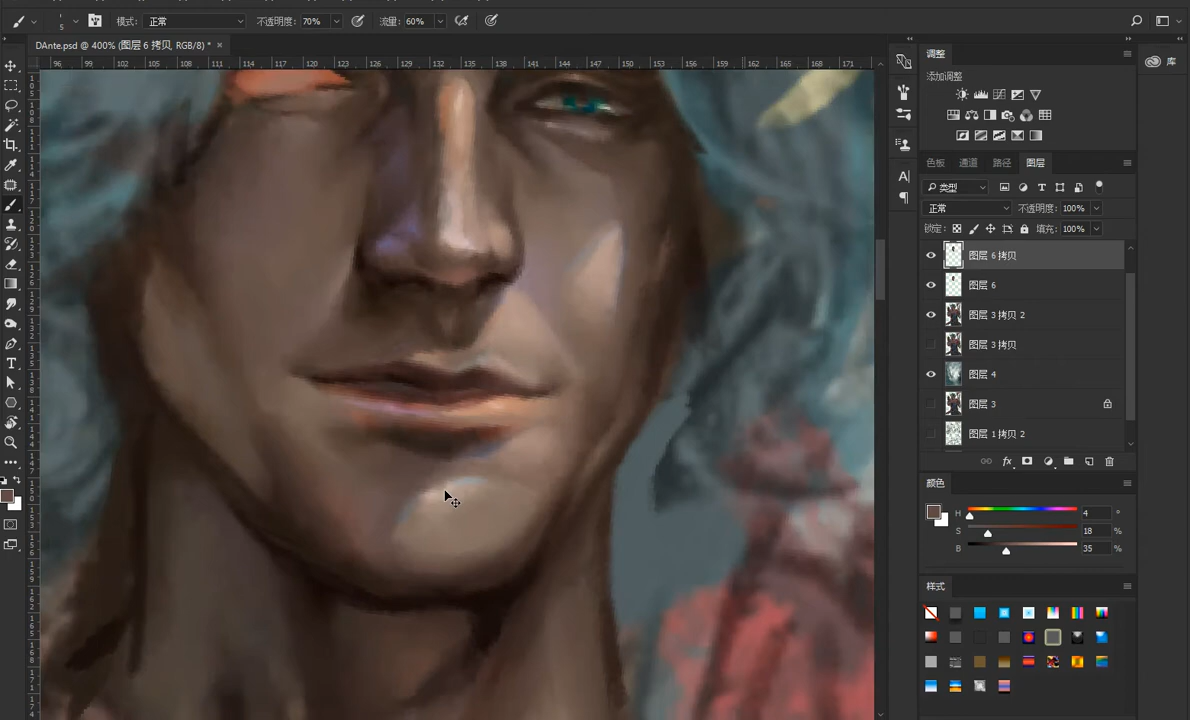 5 模式: 正常 不透明度: 70% 流量: 60%
DAnte.psd @ 400% (图层 6 拷贝, RGB/8) * ×
96 99 102 105 108 111 114 117 120 123 126 129 132 135 138 141 144 147 150 153 156 159 162 165 168 171
调整
库
添加调整
色板 通道 路径 图层
类型
正常 不透明度: 100%
锁定: 填充: 100%
图层 6 拷贝
图层 6
图层 3 拷贝 2
图层 3 拷贝
图层 4
图层 3
图层 1 拷贝 2
fx
颜色
H 4 °
S 18 %
B 35 %
样式